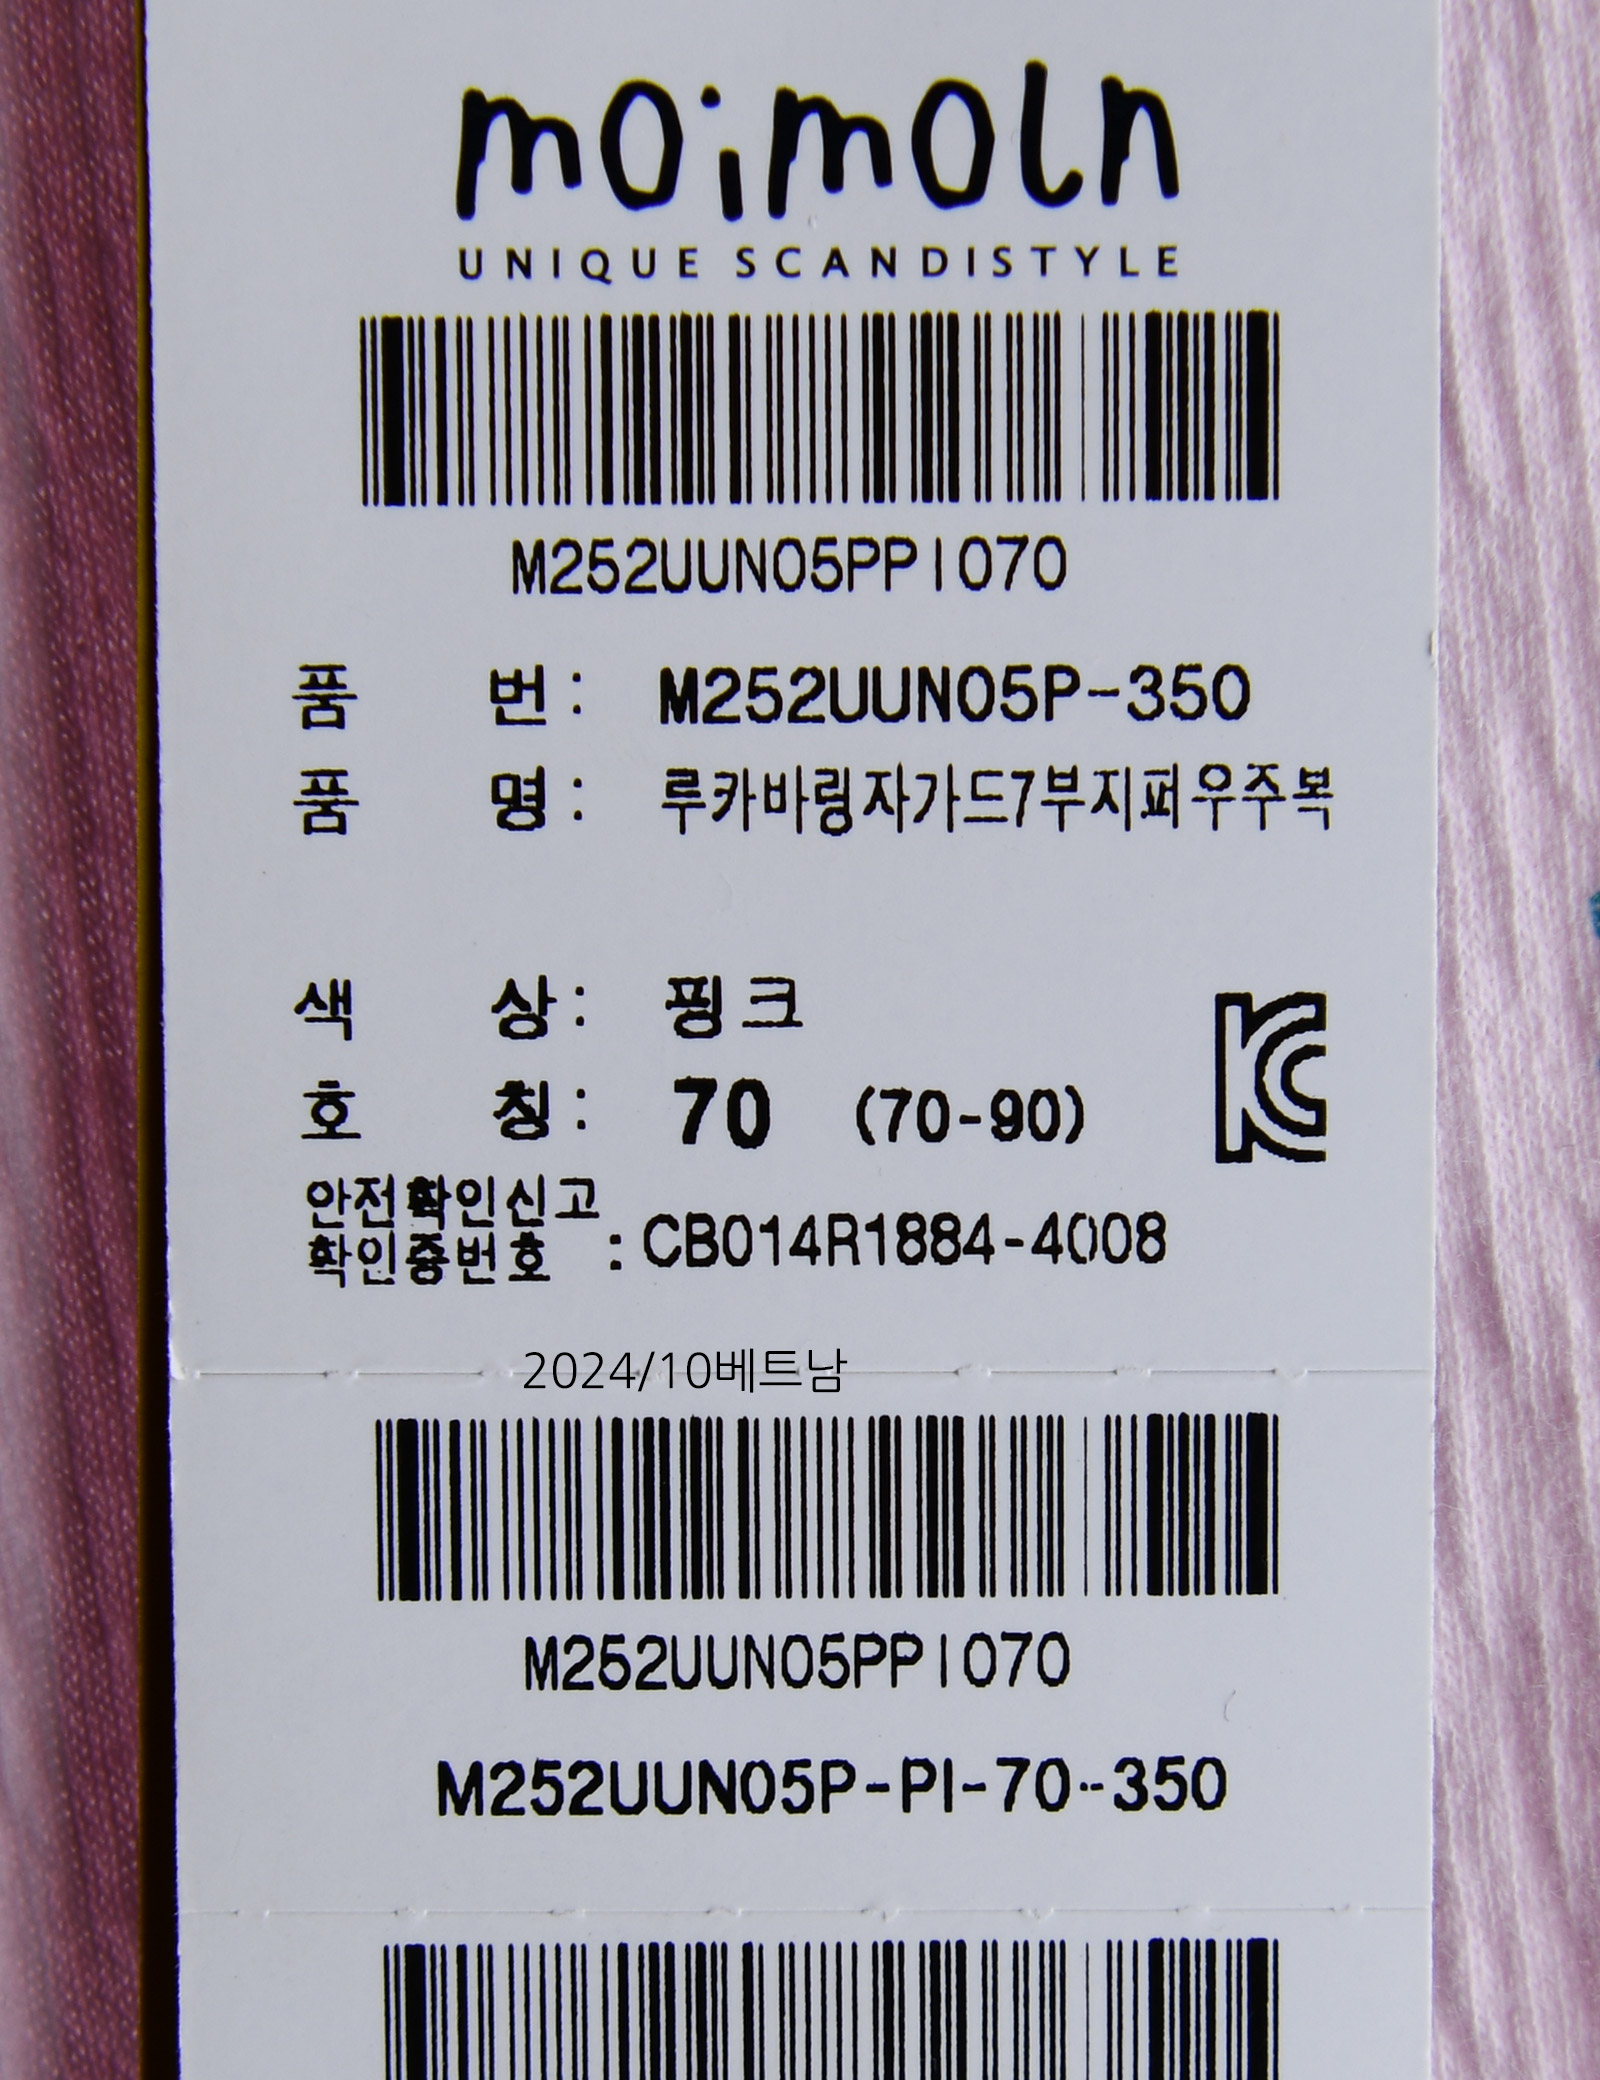 moimoln
UNIQUE SCANDISTYLE
M252UUN05PPI070
품 번: M252UUN05P-350
품 명: 루카바링자가드7부지퍼우주복
색 상: 핑크
호 칭: 70 (70-90)
KC
안전확인신고
확인증번호 : CB014R1884-4008
2024/10베트남
M252UUN05PPI070
M252UUN05P-PI-70-350